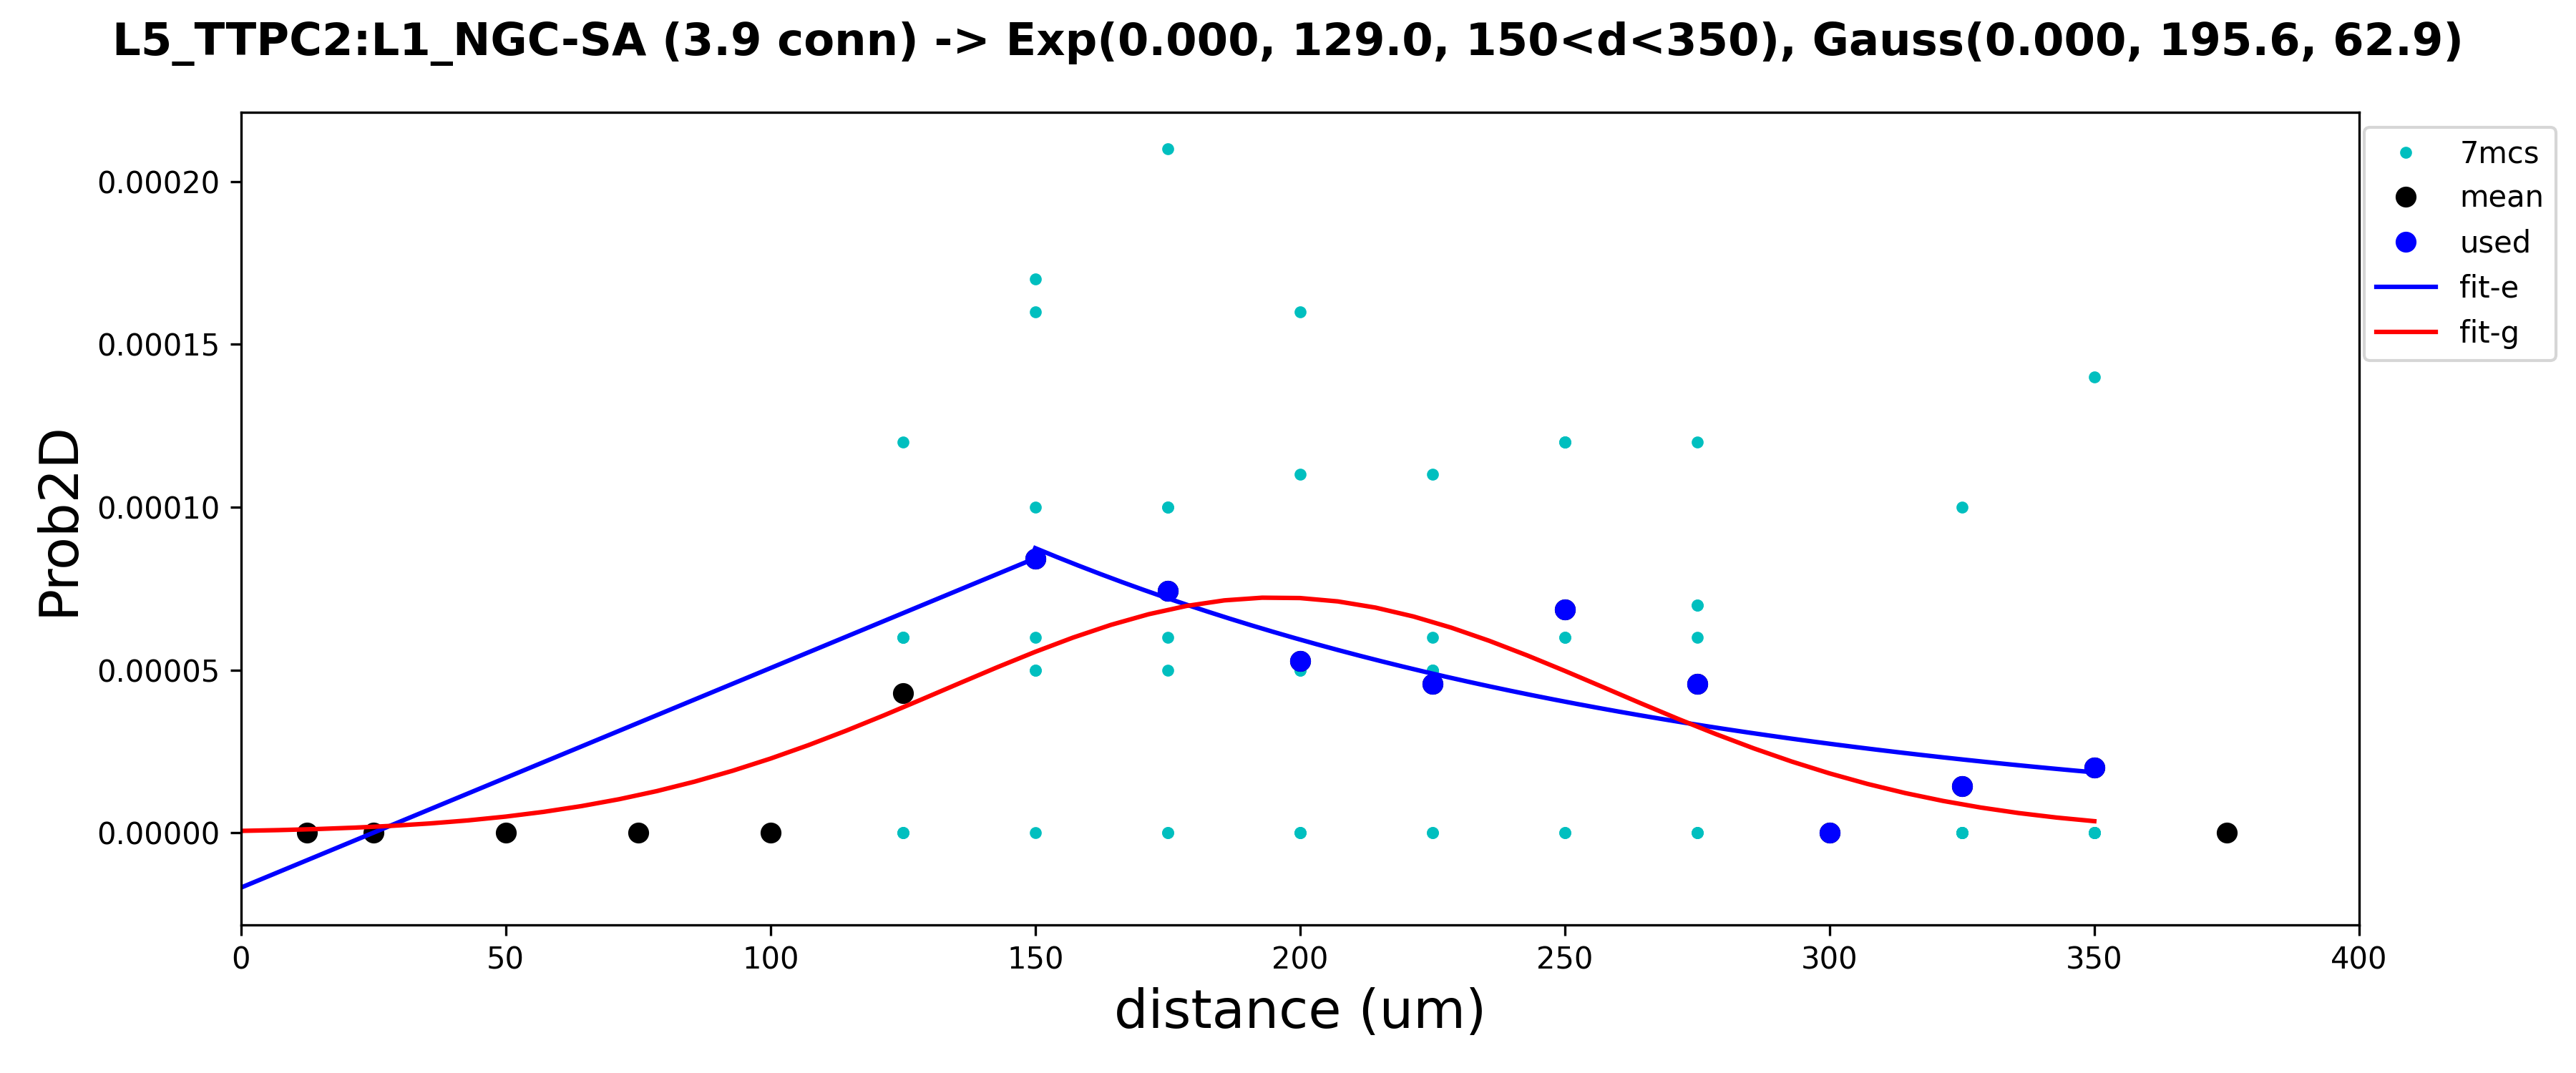 L5_TTPC2:L1_NGC-SA (3.9 conn) -> Exp(0.000, 129.0, 150<d<350), Gauss(0.000, 195.6, 62.9)
Prob2D
0.00020
0.00015
0.00010
0.00005
0.00000
0 50 100 150 200 250 300 350 400
distance (um)
7mcs
mean
used
fit-e
fit-g